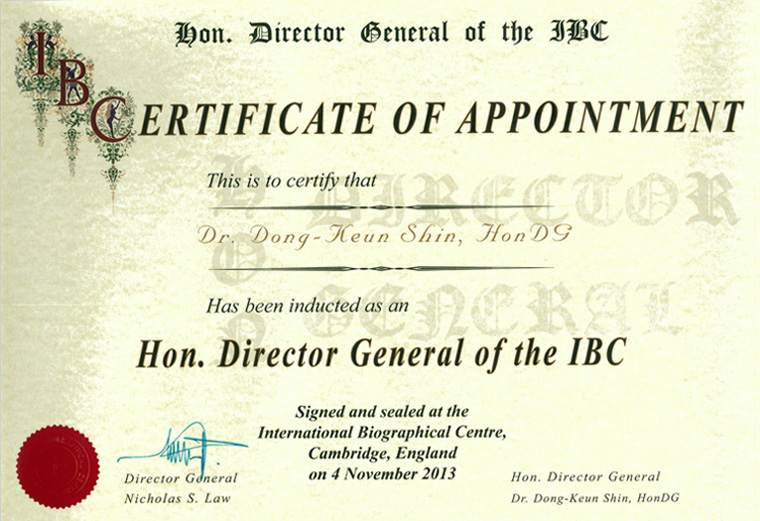 Hon. Director General of the IBC
IBC
CERTIFICATE OF APPOINTMENT
This is to certify that
HON DIRECTOR GENERAL
Dr. Dong-Keun Shin, HonDG
Has been inducted as an
Hon. Director General of the IBC
Signed and sealed at the
International Biographical Centre,
Cambridge, England
on 4 November 2013
Director General
Nicholas S. Law
Hon. Director General
Dr. Dong-Keun Shin, HonDG